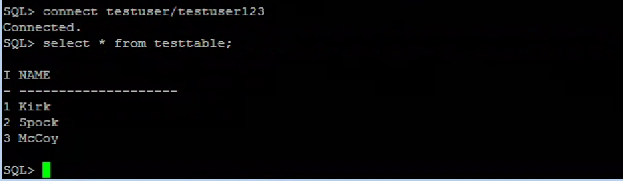 SQL> connect testuser/testuser123
Connected.
SQL> select * from testtable;
I NAME
- --------------------
1 Kirk
2 Spock
3 McCoy
SQL>